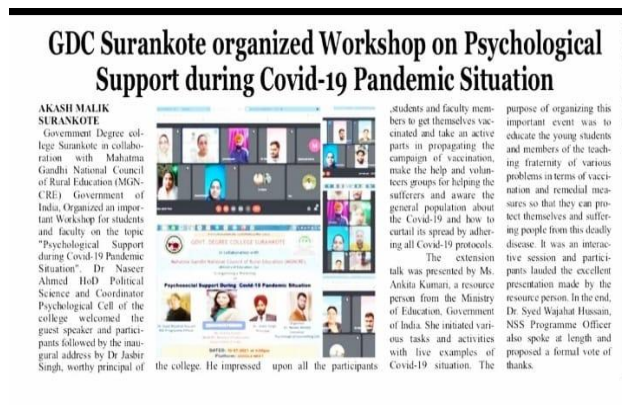 GDC Surankote organized Workshop on Psychological
Support during Covid-19 Pandemic Situation
AKASH MALIK
SURANKOTE
Government Degree col-
lege Surankote in collabo-
ration with Mahatma
Gandhi National Council
of Rural Education (MGN-
CRE) Government of
India, Organized an impor-
tant Workshop for students
and faculty on the topic
"Psychological Support
during Covid-19 Pandemic
Situation". Dr Naseer
Ahmed HoD Political
Science and Coordinator
Psychological Cell of the
college welcomed the
guest speaker and partici-
pants followed by the inau-
gural address by Dr Jasbir
Singh, worthy principal of
GOVT. DEGREE COLLEGE SURANKOTE
Mahatma Gandhi National Council of Rural Education (MGNCRE)
Psychosocial Support During Covid-19 Pandemic Situation
the college. He impressed upon all the participants
,students and faculty mem-
bers to get themselves vac-
cinated and take an active
parts in propagating the
campaign of vaccination,
make the help and volun-
teers groups for helping the
sufferers and aware the
general population about
the Covid-19 and how to
curtail its spread by adher-
ing all Covid-19 protocols.
The extension
talk was presented by Ms.
Ankita Kumari, a resource
person from the Ministry
of Education, Government
of India. She initiated vari-
ous tasks and activities
with live examples of
Covid-19 situation. The
purpose of organizing this
important event was to
educate the young students
and members of the teach-
ing fraternity of various
problems in terms of vacci-
nation and remedial mea-
sures so that they can pro-
tect themselves and suffer-
ing people from this deadly
disease. It was an interac-
tive session and partici-
pants lauded the excellent
presentation made by the
resource person. In the end,
Dr. Syed Wajahat Hussain,
NSS Programme Officer
also spoke at length and
proposed a formal vote of
thanks.